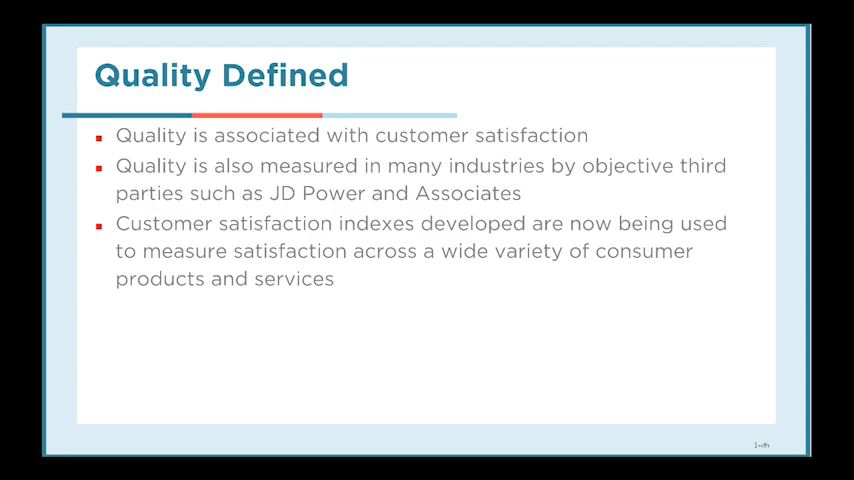 Quality Defined
Quality is associated with customer satisfaction
Quality is also measured in many industries by objective third
parties such as JD Power and Associates
Customer satisfaction indexes developed are now being used
to measure satisfaction across a wide variety of consumer
products and services